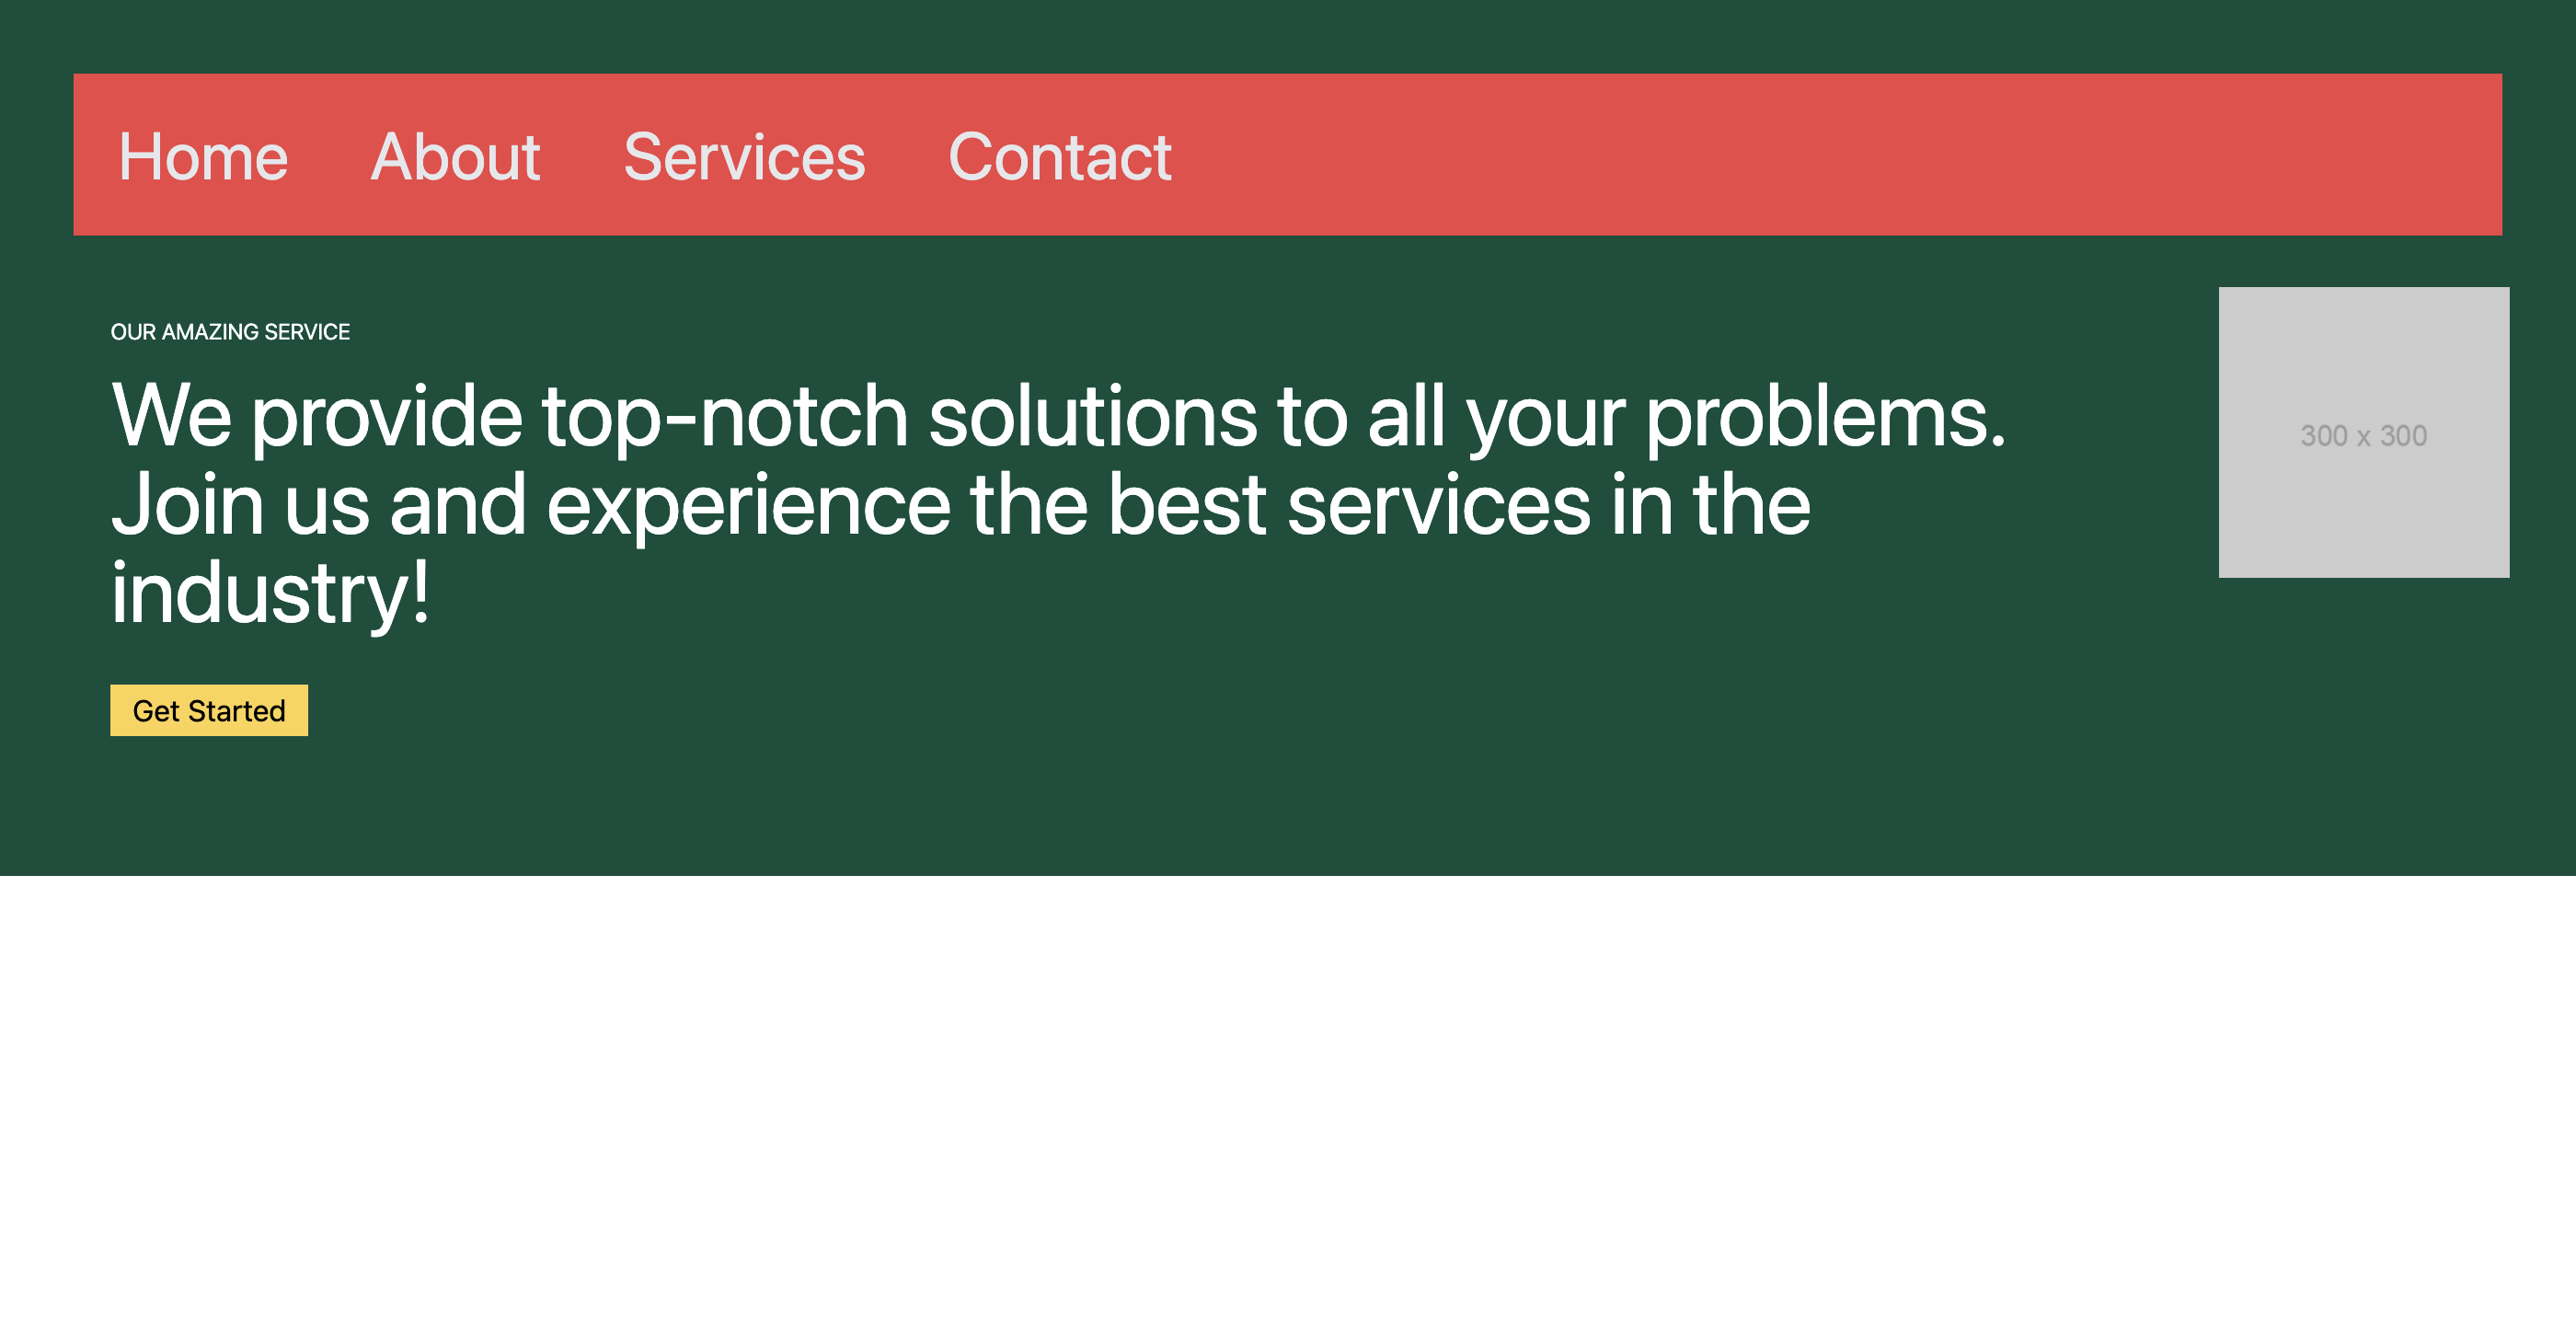 Home About Services Contact
OUR AMAZING SERVICE
We provide top-notch solutions to all your problems.
Join us and experience the best services in the
industry!
300 x 300
Get Started